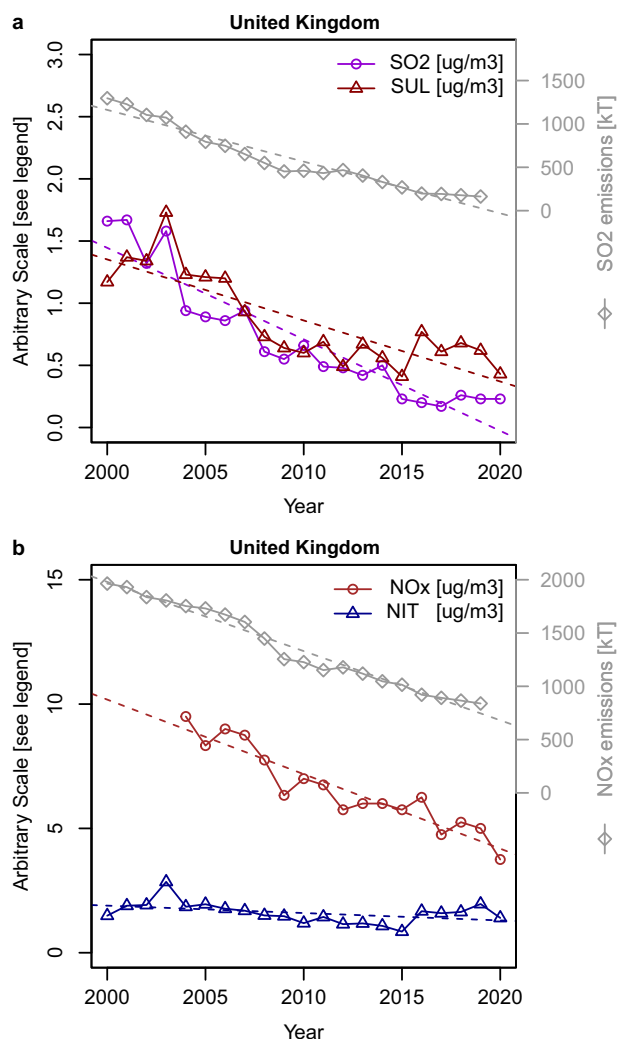 a
United Kingdom
SO2 [ug/m3]
SUL [ug/m3]
Arbitrary Scale [see legend]
0.0 0.5 1.0 1.5 2.0 2.5 3.0
SO2 emissions [kT]
0 500 1000 1500
2000 2005 2010 2015 2020
Year
b
United Kingdom
NOx [ug/m3]
NIT [ug/m3]
Arbitrary Scale [see legend]
0 5 10 15
NOx emissions [kT]
0 500 1000 1500 2000
2000 2005 2010 2015 2020
Year